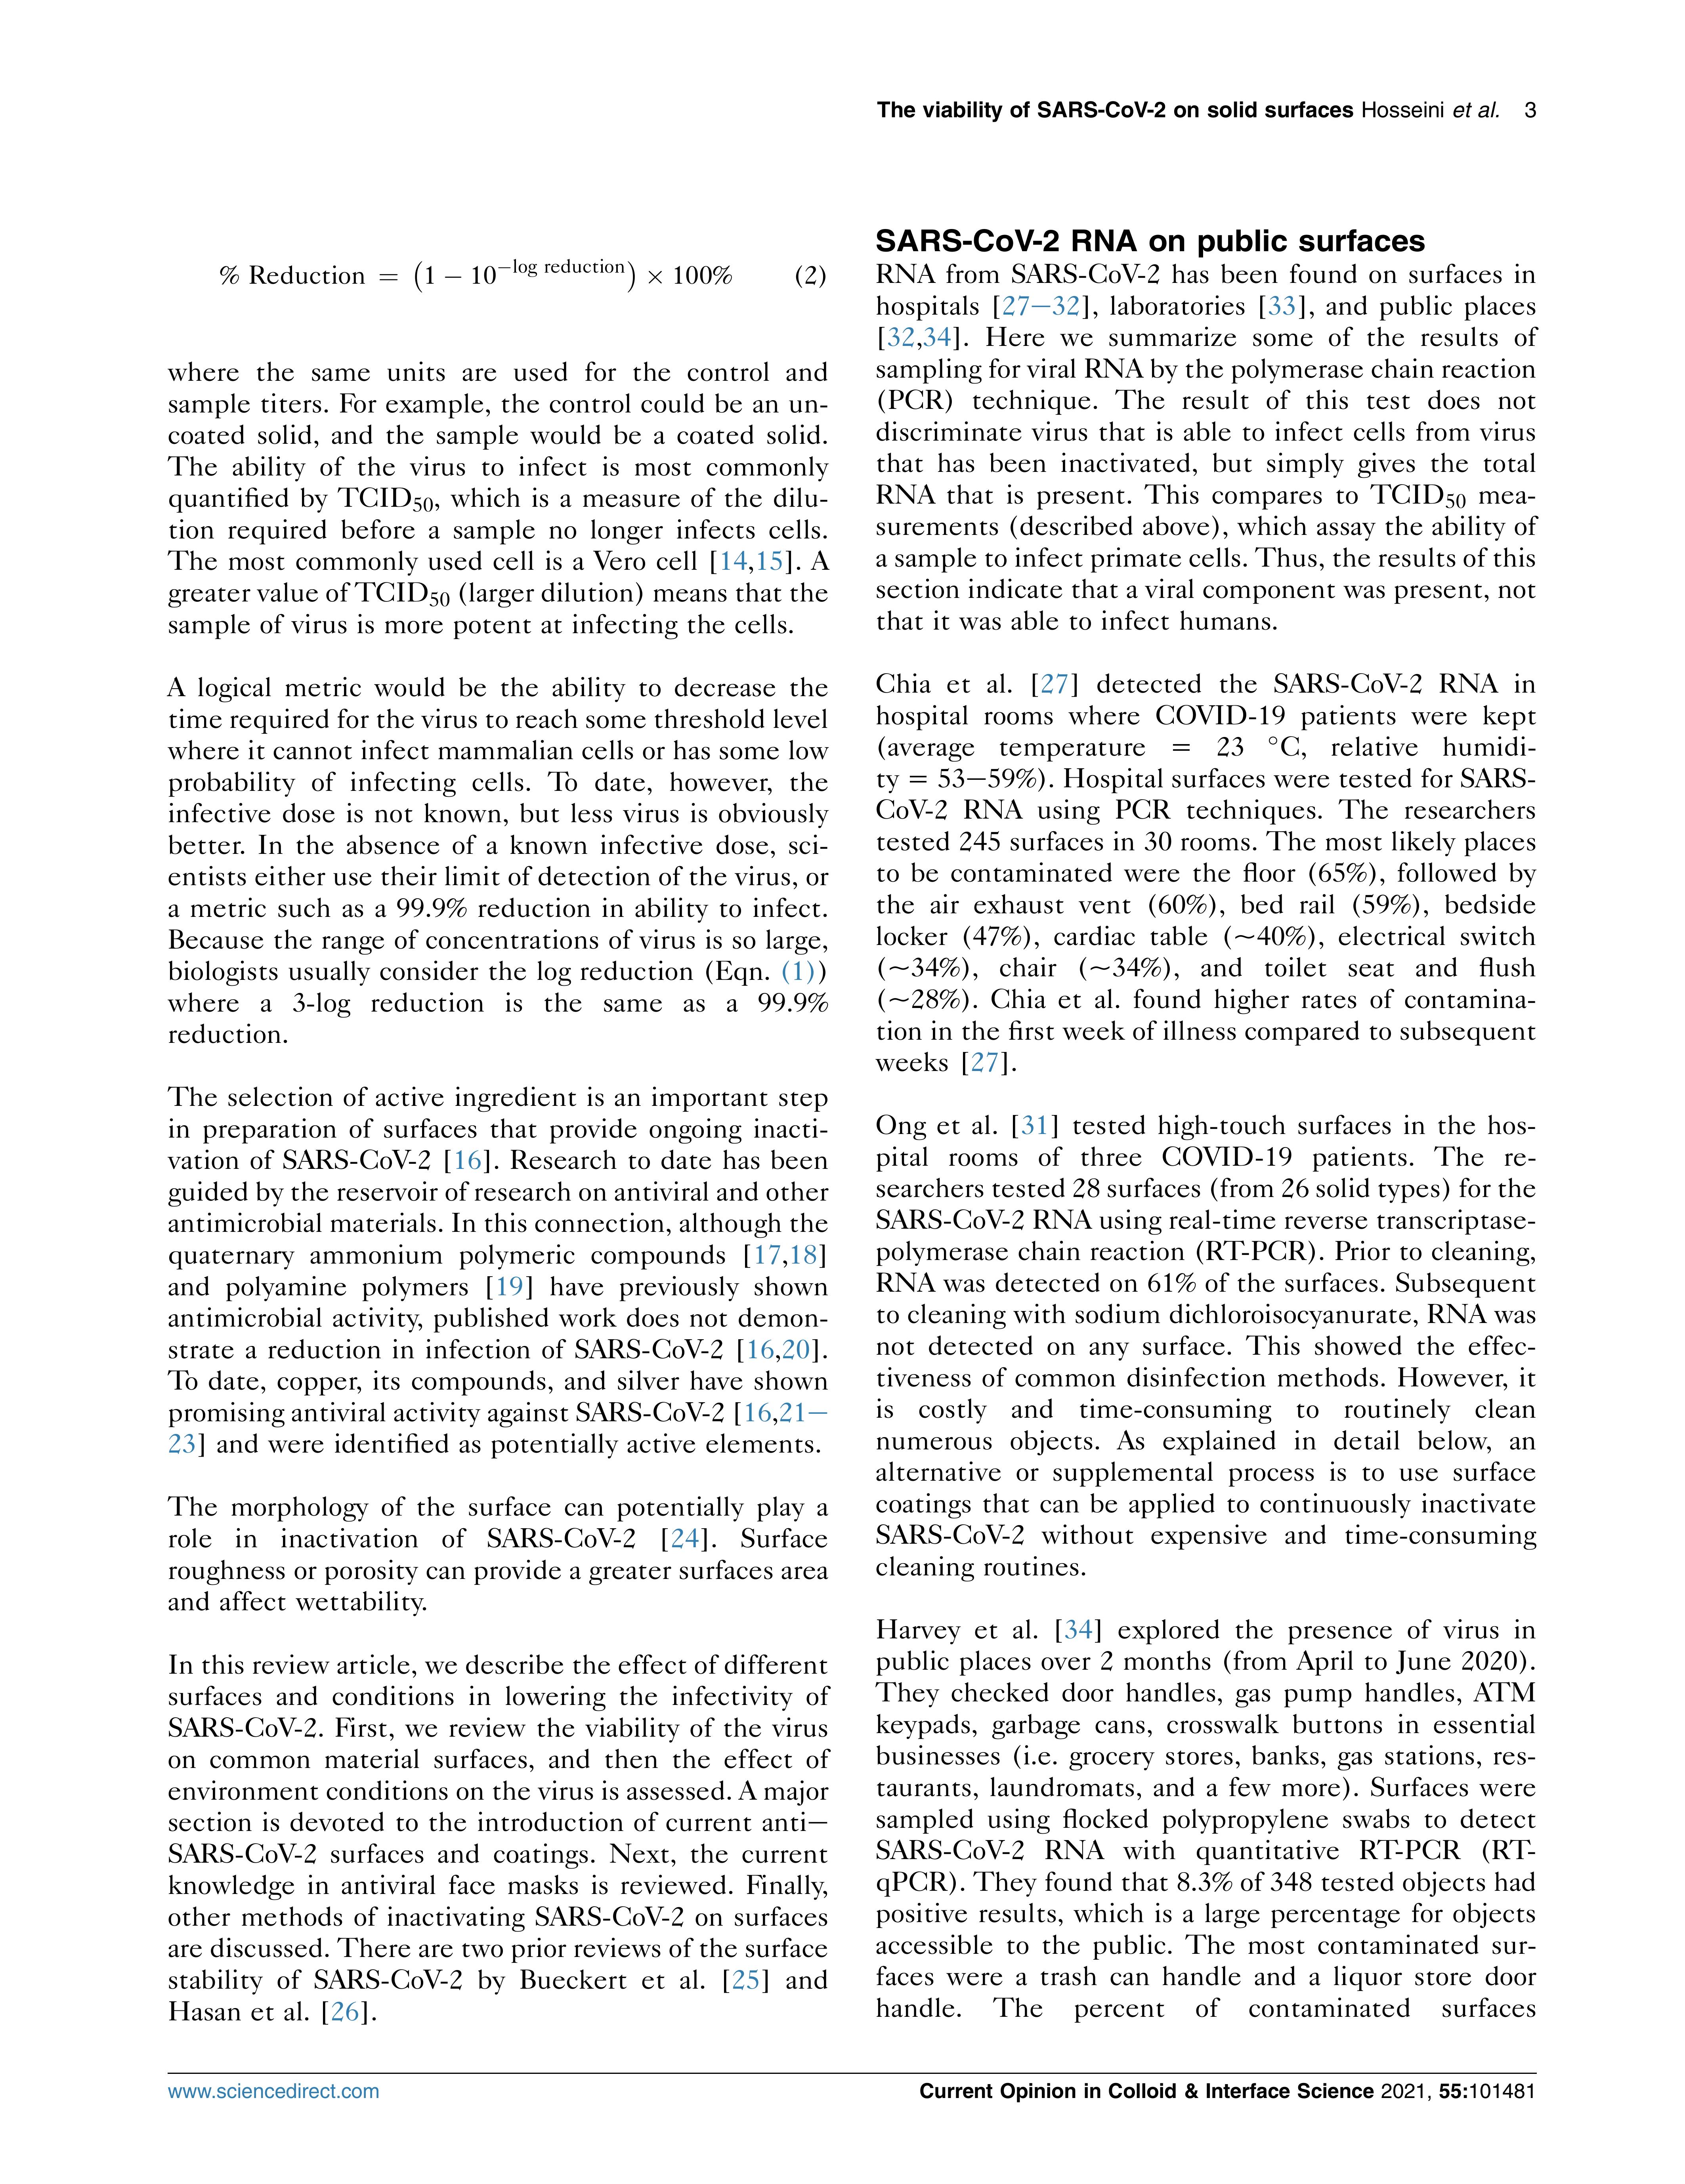 The viability of SARS-CoV-2 on solid surfaces Hosseini et al. 3
% Reduction = (1 − 10^−log reduction) × 100% (2)
where the same units are used for the control and
sample titers. For example, the control could be an un-
coated solid, and the sample would be a coated solid.
The ability of the virus to infect is most commonly
quantified by TCID50, which is a measure of the dilu-
tion required before a sample no longer infects cells.
The most commonly used cell is a Vero cell [14,15]. A
greater value of TCID50 (larger dilution) means that the
sample of virus is more potent at infecting the cells.
A logical metric would be the ability to decrease the
time required for the virus to reach some threshold level
where it cannot infect mammalian cells or has some low
probability of infecting cells. To date, however, the
infective dose is not known, but less virus is obviously
better. In the absence of a known infective dose, sci-
entists either use their limit of detection of the virus, or
a metric such as a 99.9% reduction in ability to infect.
Because the range of concentrations of virus is so large,
biologists usually consider the log reduction (Eqn. (1))
where a 3-log reduction is the same as a 99.9%
reduction.
The selection of active ingredient is an important step
in preparation of surfaces that provide ongoing inacti-
vation of SARS-CoV-2 [16]. Research to date has been
guided by the reservoir of research on antiviral and other
antimicrobial materials. In this connection, although the
quaternary ammonium polymeric compounds [17,18]
and polyamine polymers [19] have previously shown
antimicrobial activity, published work does not demon-
strate a reduction in infection of SARS-CoV-2 [16,20].
To date, copper, its compounds, and silver have shown
promising antiviral activity against SARS-CoV-2 [16,21–
23] and were identified as potentially active elements.
The morphology of the surface can potentially play a
role in inactivation of SARS-CoV-2 [24]. Surface
roughness or porosity can provide a greater surfaces area
and affect wettability.
In this review article, we describe the effect of different
surfaces and conditions in lowering the infectivity of
SARS-CoV-2. First, we review the viability of the virus
on common material surfaces, and then the effect of
environment conditions on the virus is assessed. A major
section is devoted to the introduction of current anti–
SARS-CoV-2 surfaces and coatings. Next, the current
knowledge in antiviral face masks is reviewed. Finally,
other methods of inactivating SARS-CoV-2 on surfaces
are discussed. There are two prior reviews of the surface
stability of SARS-CoV-2 by Bueckert et al. [25] and
Hasan et al. [26].
SARS-CoV-2 RNA on public surfaces
RNA from SARS-CoV-2 has been found on surfaces in
hospitals [27–32], laboratories [33], and public places
[32,34]. Here we summarize some of the results of
sampling for viral RNA by the polymerase chain reaction
(PCR) technique. The result of this test does not
discriminate virus that is able to infect cells from virus
that has been inactivated, but simply gives the total
RNA that is present. This compares to TCID50 mea-
surements (described above), which assay the ability of
a sample to infect primate cells. Thus, the results of this
section indicate that a viral component was present, not
that it was able to infect humans.
Chia et al. [27] detected the SARS-CoV-2 RNA in
hospital rooms where COVID-19 patients were kept
(average temperature = 23 °C, relative humidi-
ty = 53–59%). Hospital surfaces were tested for SARS-
CoV-2 RNA using PCR techniques. The researchers
tested 245 surfaces in 30 rooms. The most likely places
to be contaminated were the floor (65%), followed by
the air exhaust vent (60%), bed rail (59%), bedside
locker (47%), cardiac table (~40%), electrical switch
(~34%), chair (~34%), and toilet seat and flush
(~28%). Chia et al. found higher rates of contamina-
tion in the first week of illness compared to subsequent
weeks [27].
Ong et al. [31] tested high-touch surfaces in the hos-
pital rooms of three COVID-19 patients. The re-
searchers tested 28 surfaces (from 26 solid types) for the
SARS-CoV-2 RNA using real-time reverse transcriptase-
polymerase chain reaction (RT-PCR). Prior to cleaning,
RNA was detected on 61% of the surfaces. Subsequent
to cleaning with sodium dichloroisocyanurate, RNA was
not detected on any surface. This showed the effec-
tiveness of common disinfection methods. However, it
is costly and time-consuming to routinely clean
numerous objects. As explained in detail below, an
alternative or supplemental process is to use surface
coatings that can be applied to continuously inactivate
SARS-CoV-2 without expensive and time-consuming
cleaning routines.
Harvey et al. [34] explored the presence of virus in
public places over 2 months (from April to June 2020).
They checked door handles, gas pump handles, ATM
keypads, garbage cans, crosswalk buttons in essential
businesses (i.e. grocery stores, banks, gas stations, res-
taurants, laundromats, and a few more). Surfaces were
sampled using flocked polypropylene swabs to detect
SARS-CoV-2 RNA with quantitative RT-PCR (RT-
qPCR). They found that 8.3% of 348 tested objects had
positive results, which is a large percentage for objects
accessible to the public. The most contaminated sur-
faces were a trash can handle and a liquor store door
handle. The percent of contaminated surfaces
www.sciencedirect.com
Current Opinion in Colloid & Interface Science 2021, 55:101481